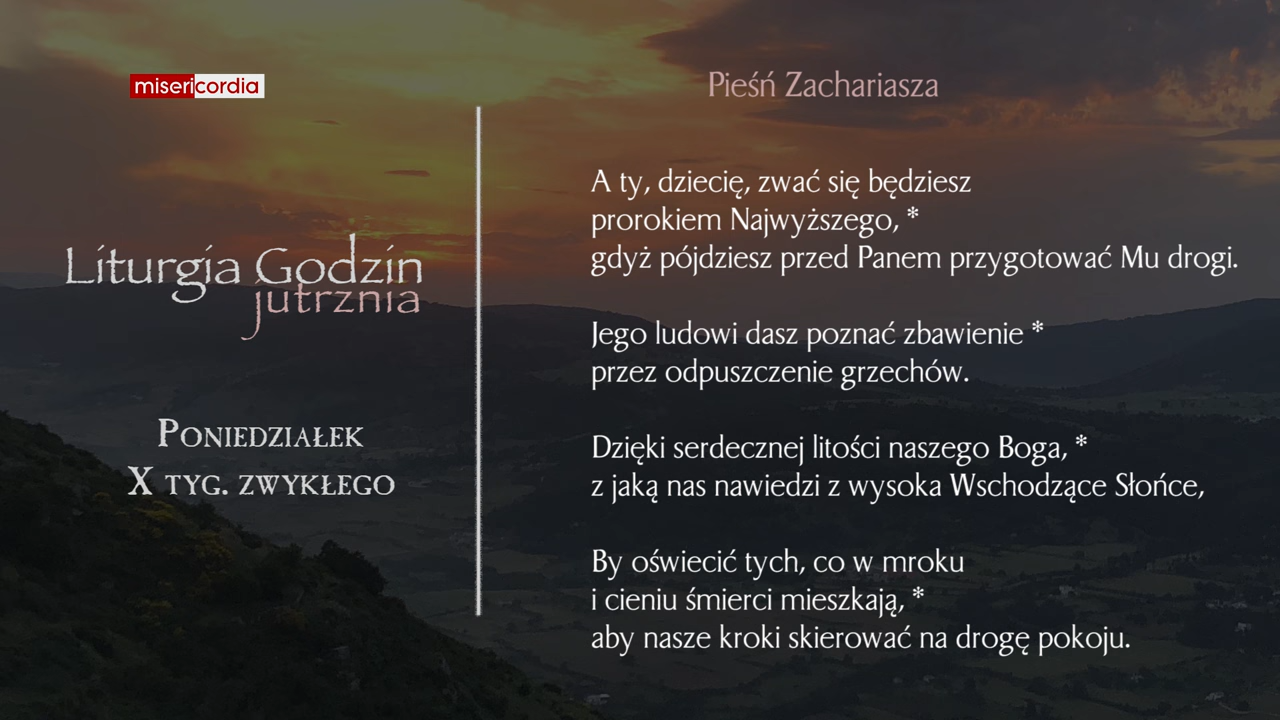 misericordia
Liturgia Godzin
jutrznia
Poniedziałek
X tyg. zwykłego
Pieśń Zachariasza
A ty, dziecię, zwać się będziesz
prorokiem Najwyższego, *
gdyż pójdziesz przed Panem przygotować Mu drogi.
Jego ludowi dasz poznać zbawienie *
przez odpuszczenie grzechów.
Dzięki serdecznej litości naszego Boga, *
z jaką nas nawiedzi z wysoka Wschodzące Słońce,
By oświecić tych, co w mroku
i cieniu śmierci mieszkają, *
aby nasze kroki skierować na drogę pokoju.